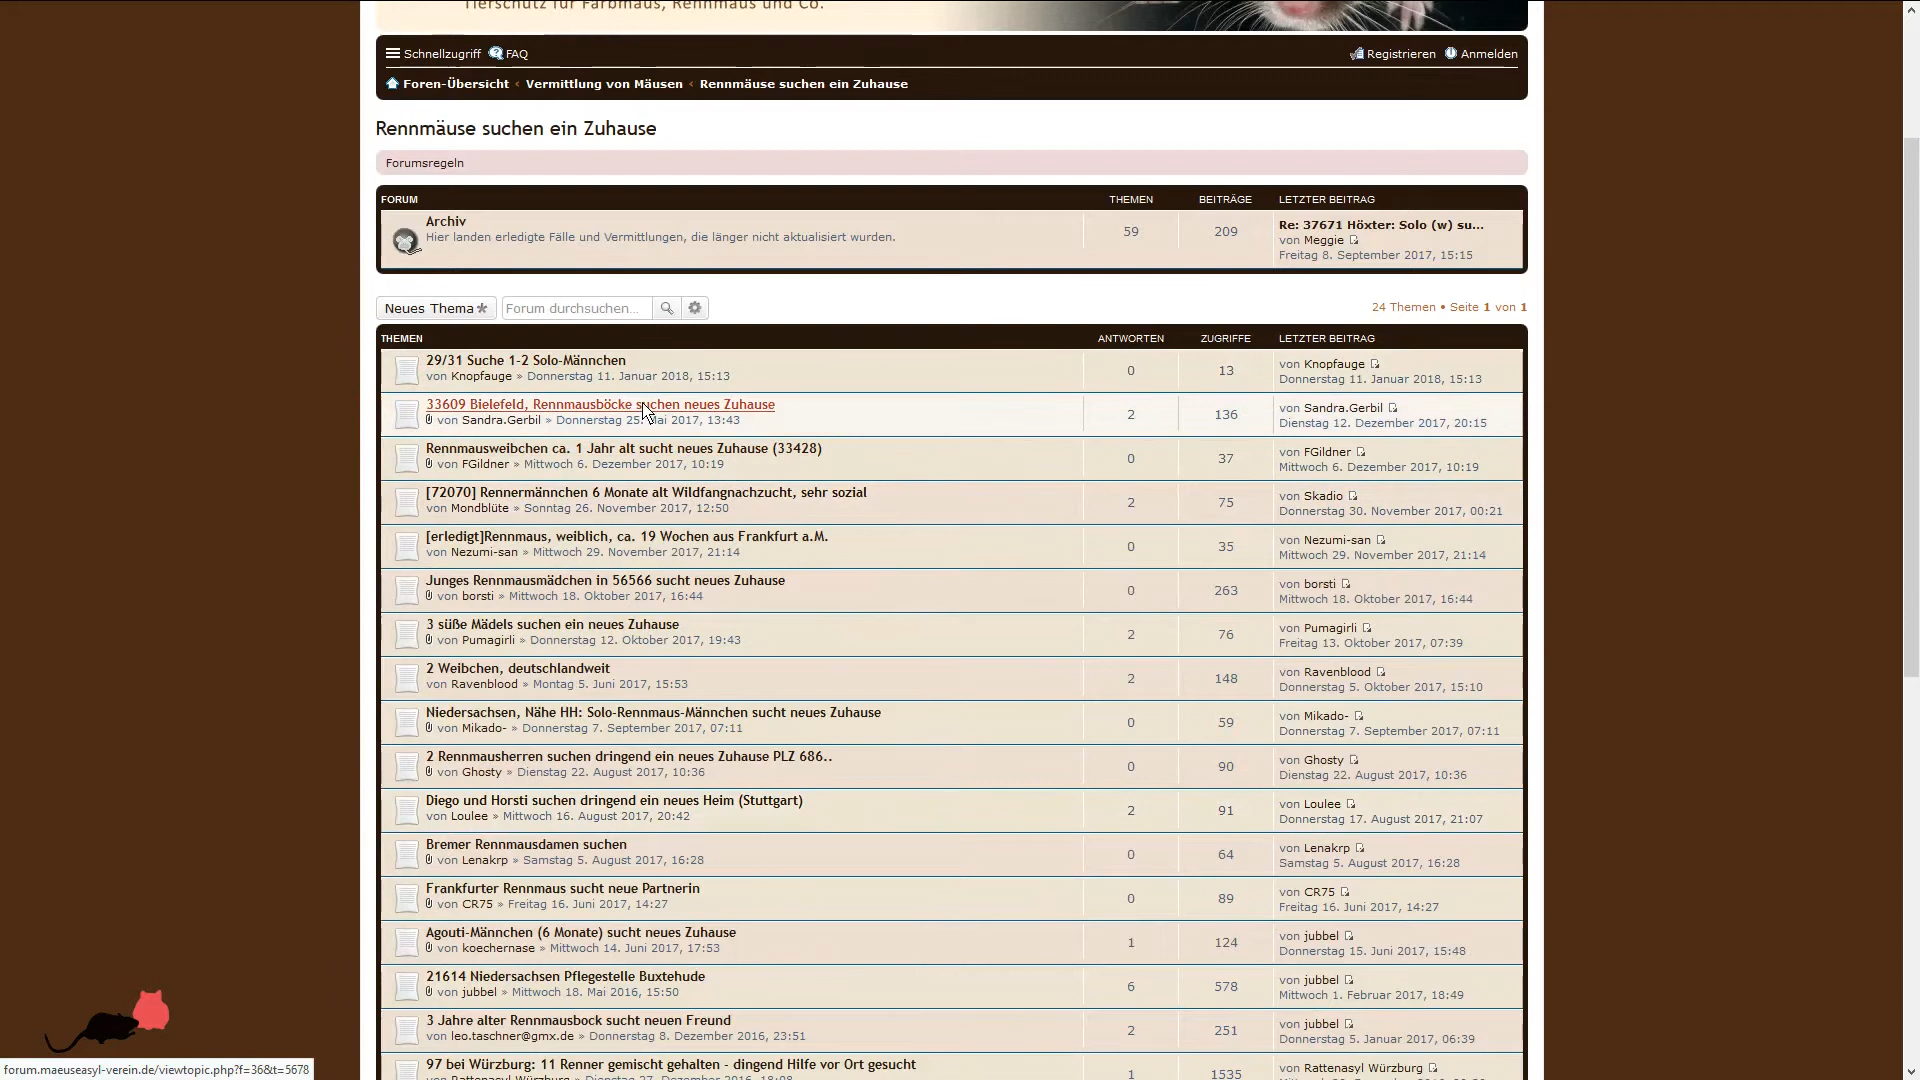 Tierschutz für Farbmaus, Rennmaus und Co.
Schnellzugriff FAQ Registrieren Anmelden
Foren-Übersicht ‹ Vermittlung von Mäusen ‹ Rennmäuse suchen ein Zuhause
Rennmäuse suchen ein Zuhause
Forumsregeln
FORUM THEMEN BEITRÄGE LETZTER BEITRAG
Archiv
Hier landen erledigte Fälle und Vermittlungen, die länger nicht aktualisiert wurden.
59 209
Re: 37671 Höxter: Solo (w) su...
von Meggie
Freitag 8. September 2017, 15:15
Neues Thema Forum durchsuchen... 24 Themen • Seite 1 von 1
THEMEN ANTWORTEN ZUGRIFFE LETZTER BEITRAG
29/31 Suche 1-2 Solo-Männchen
von Knopfauge » Donnerstag 11. Januar 2018, 15:13
0 13
von Knopfauge
Donnerstag 11. Januar 2018, 15:13
33609 Bielefeld, Rennmausböcke suchen neues Zuhause
von Sandra.Gerbil » Donnerstag 25. Mai 2017, 13:43
2 136
von Sandra.Gerbil
Dienstag 12. Dezember 2017, 20:15
Rennmausweibchen ca. 1 Jahr alt sucht neues Zuhause (33428)
von FGildner » Mittwoch 6. Dezember 2017, 10:19
0 37
von FGildner
Mittwoch 6. Dezember 2017, 10:19
[72070] Rennermännchen 6 Monate alt Wildfangnachzucht, sehr sozial
von Mondblüte » Sonntag 26. November 2017, 12:50
2 75
von Skadio
Donnerstag 30. November 2017, 00:21
[erledigt]Rennmaus, weiblich, ca. 19 Wochen aus Frankfurt a.M.
von Nezumi-san » Mittwoch 29. November 2017, 21:14
0 35
von Nezumi-san
Mittwoch 29. November 2017, 21:14
Junges Rennmausmädchen in 56566 sucht neues Zuhause
von borsti » Mittwoch 18. Oktober 2017, 16:44
0 263
von borsti
Mittwoch 18. Oktober 2017, 16:44
3 süße Mädels suchen ein neues Zuhause
von Pumagirli » Donnerstag 12. Oktober 2017, 19:43
2 76
von Pumagirli
Freitag 13. Oktober 2017, 07:39
2 Weibchen, deutschlandweit
von Ravenblood » Montag 5. Juni 2017, 15:53
2 148
von Ravenblood
Donnerstag 5. Oktober 2017, 15:10
Niedersachsen, Nähe HH: Solo-Rennmaus-Männchen sucht neues Zuhause
von Mikado- » Donnerstag 7. September 2017, 07:11
0 59
von Mikado-
Donnerstag 7. September 2017, 07:11
2 Rennmausherren suchen dringend ein neues Zuhause PLZ 686..
von Ghosty » Dienstag 22. August 2017, 10:36
0 90
von Ghosty
Dienstag 22. August 2017, 10:36
Diego und Horsti suchen dringend ein neues Heim (Stuttgart)
von Loulee » Mittwoch 16. August 2017, 20:42
2 91
von Loulee
Donnerstag 17. August 2017, 21:07
Bremer Rennmausdamen suchen
von Lenakrp » Samstag 5. August 2017, 16:28
0 64
von Lenakrp
Samstag 5. August 2017, 16:28
Frankfurter Rennmaus sucht neue Partnerin
von CR75 » Freitag 16. Juni 2017, 14:27
0 89
von CR75
Freitag 16. Juni 2017, 14:27
Agouti-Männchen (6 Monate) sucht neues Zuhause
von koechernase » Mittwoch 14. Juni 2017, 17:53
1 124
von jubbel
Donnerstag 15. Juni 2017, 15:48
21614 Niedersachsen Pflegestelle Buxtehude
von jubbel » Mittwoch 18. Mai 2016, 15:50
6 578
von jubbel
Mittwoch 1. Februar 2017, 18:49
3 Jahre alter Rennmausbock sucht neuen Freund
von leo.taschner@gmx.de » Donnerstag 8. Dezember 2016, 23:51
2 251
von jubbel
Donnerstag 5. Januar 2017, 06:39
97 bei Würzburg: 11 Renner gemischt gehalten - dingend Hilfe vor Ort gesucht
von Rattenasyl Würzburg » Dienstag 27. Dezember 2016, 18:08
1 1535
von Rattenasyl Würzburg
forum.maeuseasyl-verein.de/viewtopic.php?f=36&t=5678